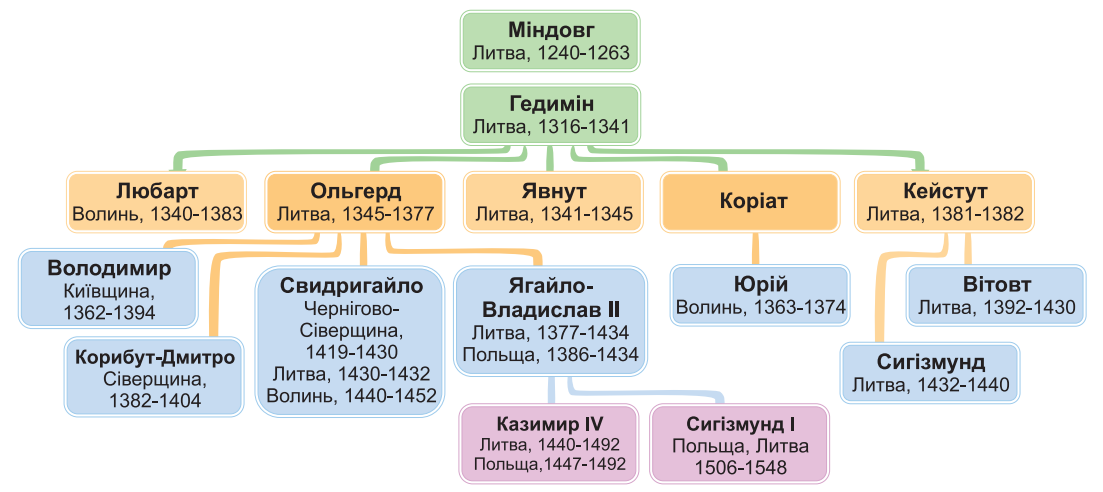 Міндовг
Литва, 1240-1263
Гедимін
Литва, 1316-1341
Любарт
Волинь, 1340-1383
Ольгерд
Литва, 1345-1377
Явнут
Литва, 1341-1345
Коріат
Кейстут
Литва, 1381-1382
Володимир
Київщина,
1362-1394
Корибут-Дмитро
Сіверщина,
1382-1404
Свидригайло
Чернігово-
Сіверщина,
1419-1430
Литва, 1430-1432
Волинь, 1440-1452
Ягайло-
Владислав II
Литва, 1377-1434
Польща, 1386-1434
Юрій
Волинь, 1363-1374
Вітовт
Литва, 1392-1430
Сигізмунд
Литва, 1432-1440
Казимир IV
Литва, 1440-1492
Польща,1447-1492
Сигізмунд I
Польща, Литва
1506-1548